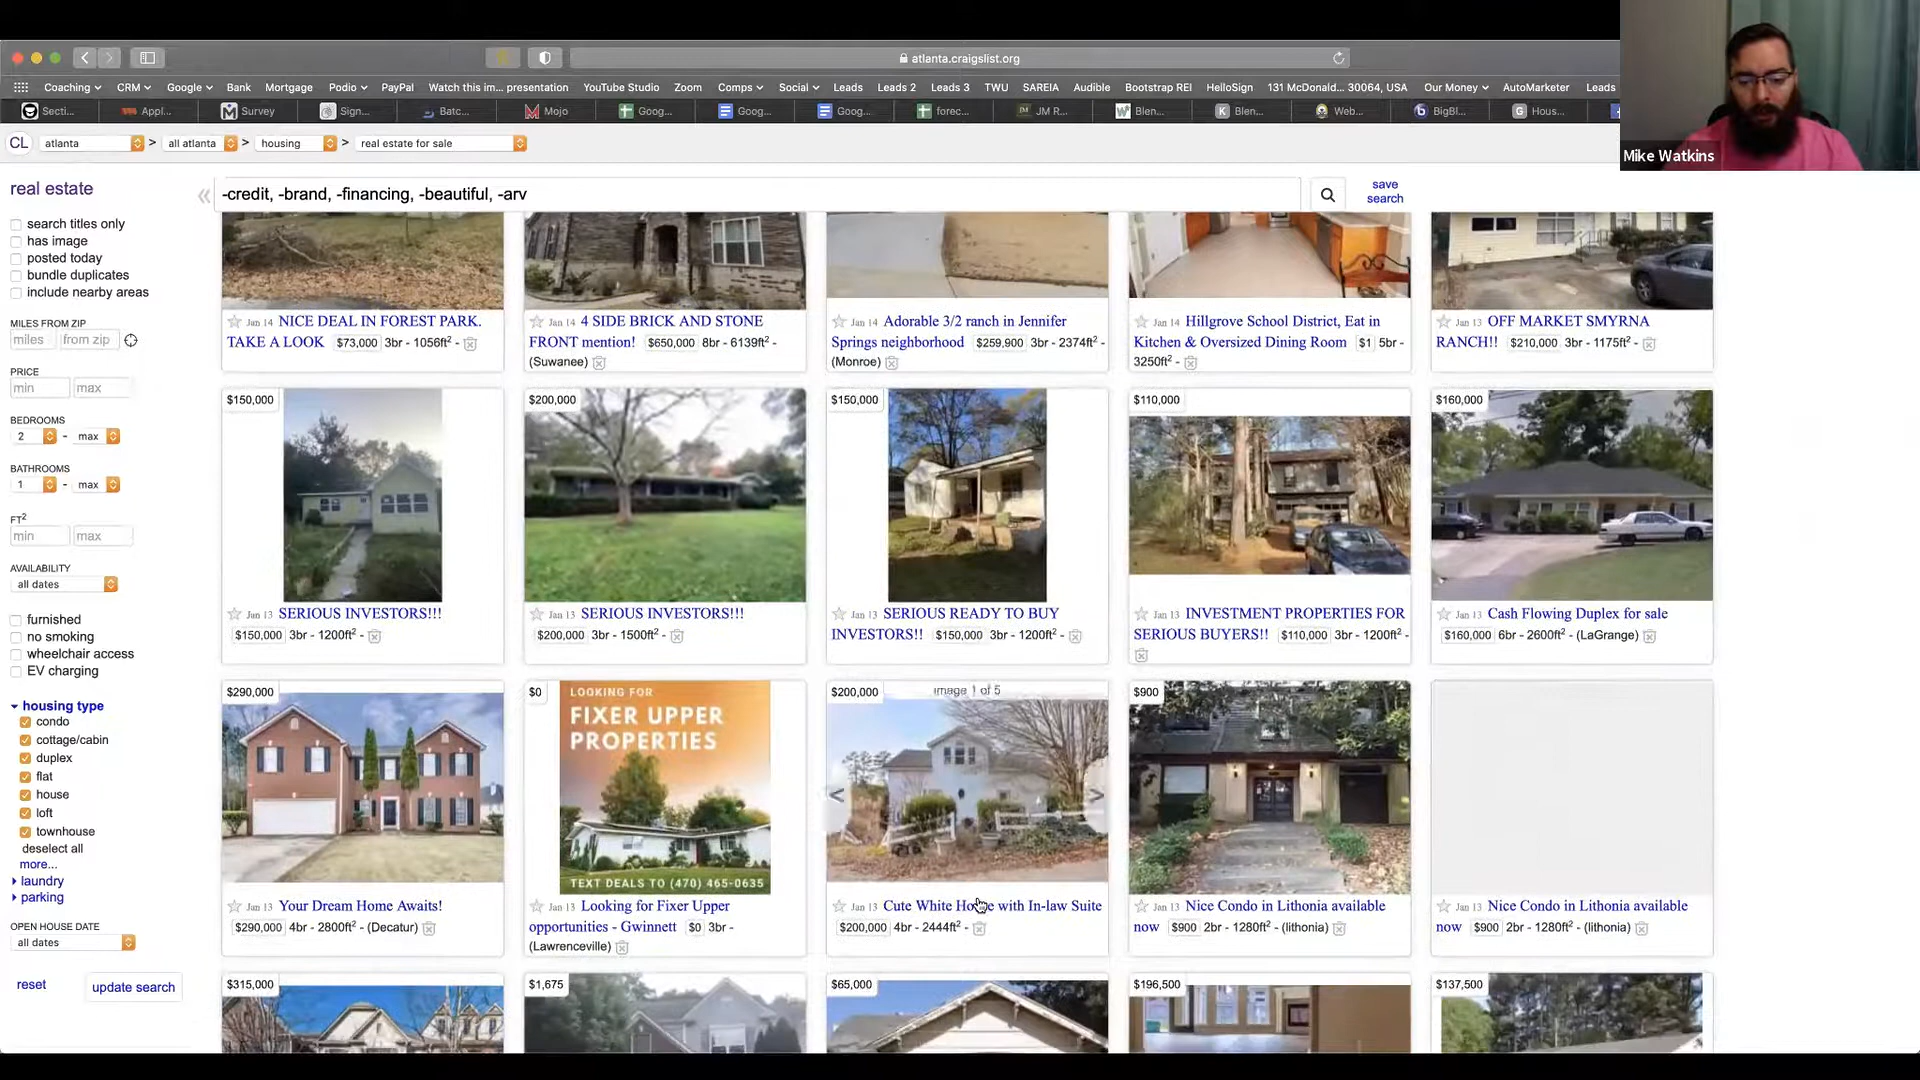 atlanta.craigslist.org
Coaching CRM Google Bank Mortgage Podio PayPal Watch this im... presentation YouTube Studio Zoom Comps Social Leads Leads 2 Leads 3 TWU SAREIA Audible Bootstrap REI HelloSign 131 McDonald... 30064, USA Our Money AutoMarketer Leads
Secti... Appl... Survey Sign... Batc... Mojo Goog... Goog... Goog... forec... JM R... Blen... Blen... Web... BigBl... Hous...
Mike Watkins
CL atlanta > all atlanta > housing > real estate for sale
real estate
-credit, -brand, -financing, -beautiful, -arv
save
search
search titles only
has image
posted today
bundle duplicates
include nearby areas
MILES FROM ZIP
miles from zip
PRICE
min max
BEDROOMS
2 - max
BATHROOMS
1 - max
FT2
min max
AVAILABILITY
all dates
furnished
no smoking
wheelchair access
EV charging
housing type
condo
cottage/cabin
duplex
flat
house
loft
townhouse
deselect all
more...
laundry
parking
OPEN HOUSE DATE
all dates
reset update search
Jan 14 NICE DEAL IN FOREST PARK.
TAKE A LOOK $73,000 3br - 1056ft2 -
Jan 14 4 SIDE BRICK AND STONE
FRONT mention! $650,000 8br - 6139ft2 -
(Suwanee)
Jan 14 Adorable 3/2 ranch in Jennifer
Springs neighborhood $259,900 3br - 2374ft2 -
(Monroe)
Jan 14 Hillgrove School District, Eat in
Kitchen & Oversized Dining Room $1 5br -
3250ft2 -
Jan 13 OFF MARKET SMYRNA
RANCH!! $210,000 3br - 1175ft2 -
$150,000
Jan 13 SERIOUS INVESTORS!!!
$150,000 3br - 1200ft2 -
$200,000
Jan 13 SERIOUS INVESTORS!!!
$200,000 3br - 1500ft2 -
$150,000
Jan 13 SERIOUS READY TO BUY
INVESTORS!! $150,000 3br - 1200ft2 -
$110,000
Jan 13 INVESTMENT PROPERTIES FOR
SERIOUS BUYERS!! $110,000 3br - 1200ft2 -
$160,000
Jan 13 Cash Flowing Duplex for sale
$160,000 6br - 2600ft2 - (LaGrange)
$290,000
Jan 13 Your Dream Home Awaits!
$290,000 4br - 2800ft2 - (Decatur)
$0
LOOKING FOR
FIXER UPPER
PROPERTIES
TEXT DEALS TO (470) 465-0635
Jan 13 Looking for Fixer Upper
opportunities - Gwinnett $0 3br -
(Lawrenceville)
$200,000
image 1 of 5
< >
Jan 13 Cute White House with In-law Suite
$200,000 4br - 2444ft2 -
$900
Jan 13 Nice Condo in Lithonia available
now $900 2br - 1280ft2 - (lithonia)
Jan 13 Nice Condo in Lithonia available
now $900 2br - 1280ft2 - (lithonia)
$315,000
$1,675
$65,000
$196,500
$137,500